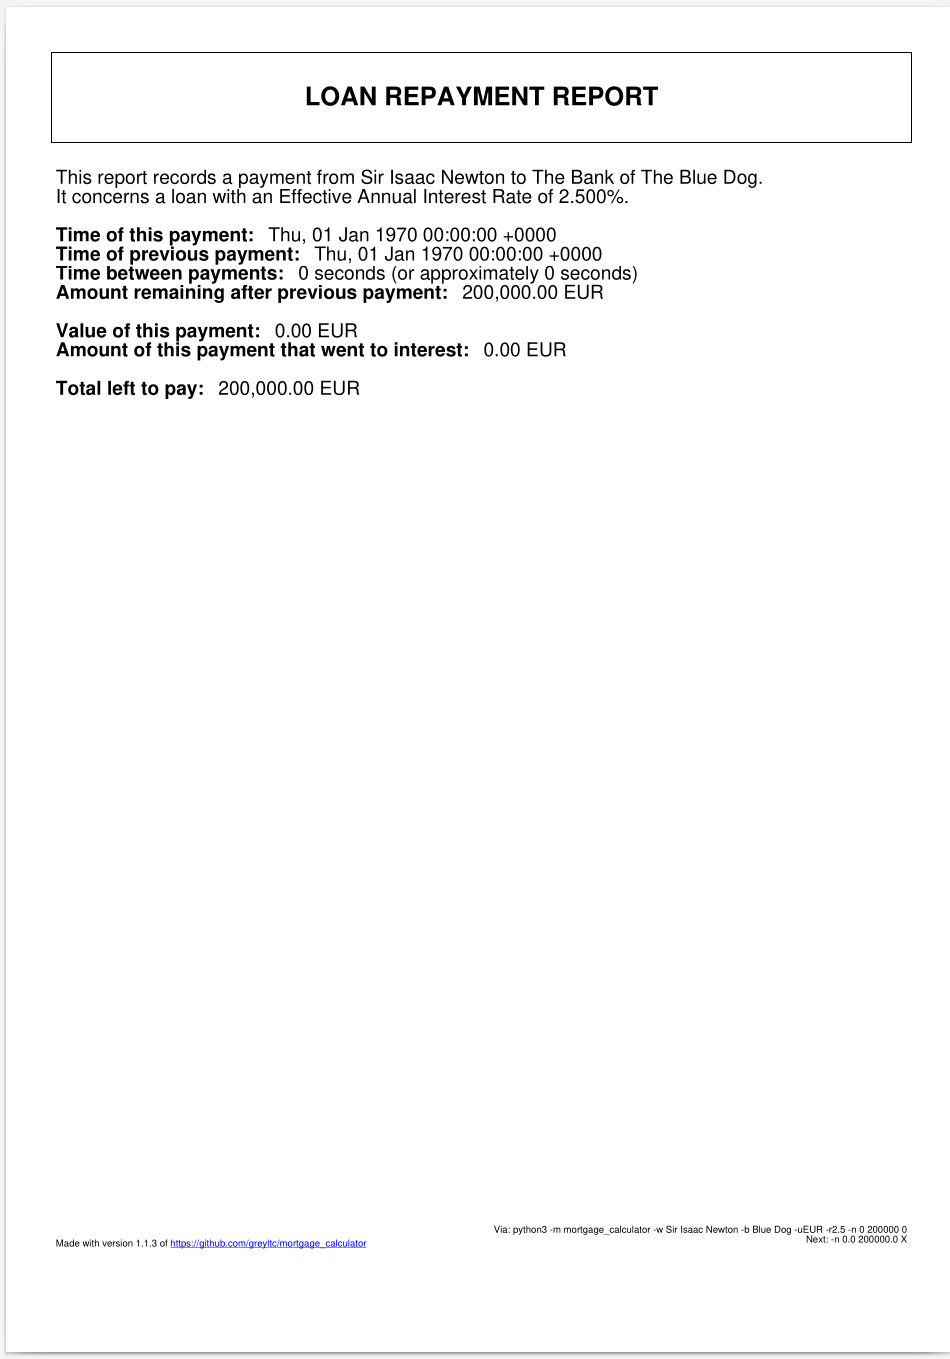 LOAN REPAYMENT REPORT
This report records a payment from Sir Isaac Newton to The Bank of The Blue Dog.
It concerns a loan with an Effective Annual Interest Rate of 2.500%.
Time of this payment: Thu, 01 Jan 1970 00:00:00 +0000
Time of previous payment: Thu, 01 Jan 1970 00:00:00 +0000
Time between payments: 0 seconds (or approximately 0 seconds)
Amount remaining after previous payment: 200,000.00 EUR
Value of this payment: 0.00 EUR
Amount of this payment that went to interest: 0.00 EUR
Total left to pay: 200,000.00 EUR
Via: python3 -m mortgage_calculator -w Sir Isaac Newton -b Blue Dog -uEUR -r2.5 -n 0 200000 0
Next: -n 0.0 200000.0 X
Made with version 1.1.3 of https://github.com/greyltc/mortgage_calculator